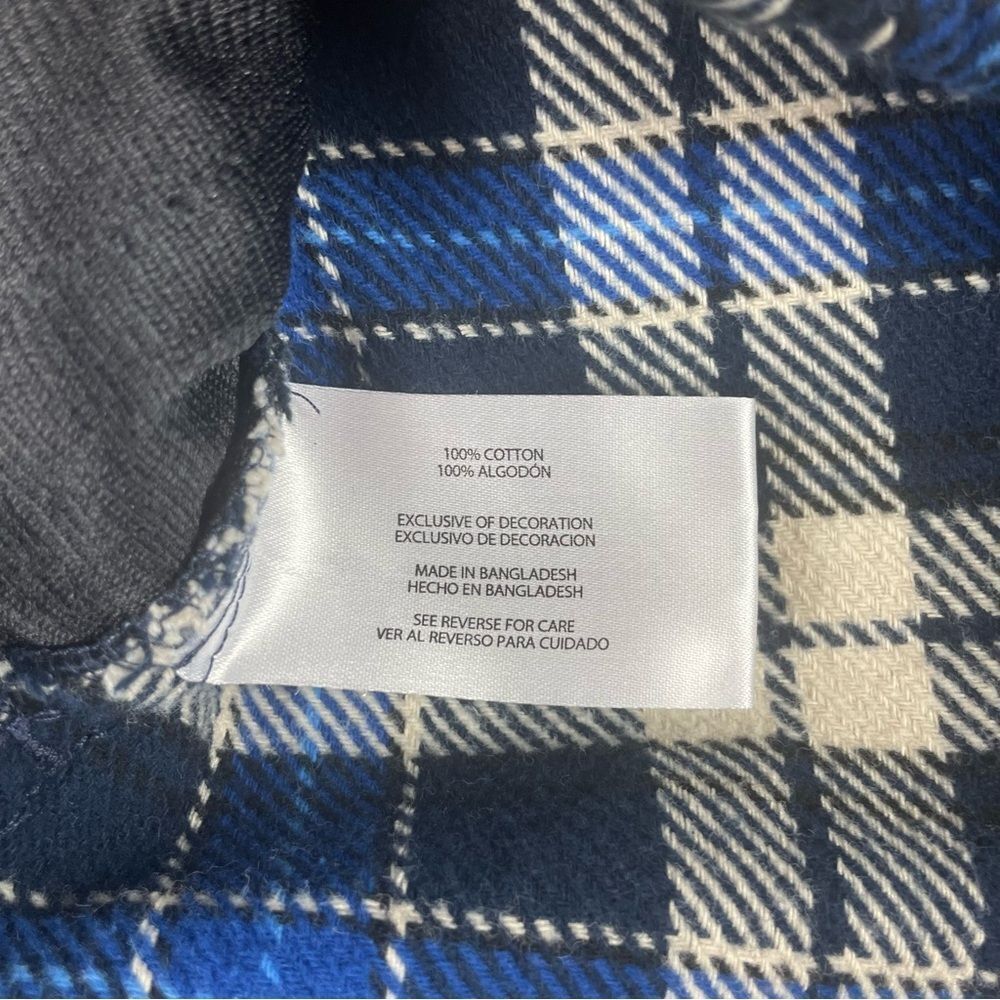 100% COTTON
100% ALGODÓN
EXCLUSIVE OF DECORATION
EXCLUSIVO DE DECORACION
MADE IN BANGLADESH
HECHO EN BANGLADESH
SEE REVERSE FOR CARE
VER AL REVERSO PARA CUIDADO